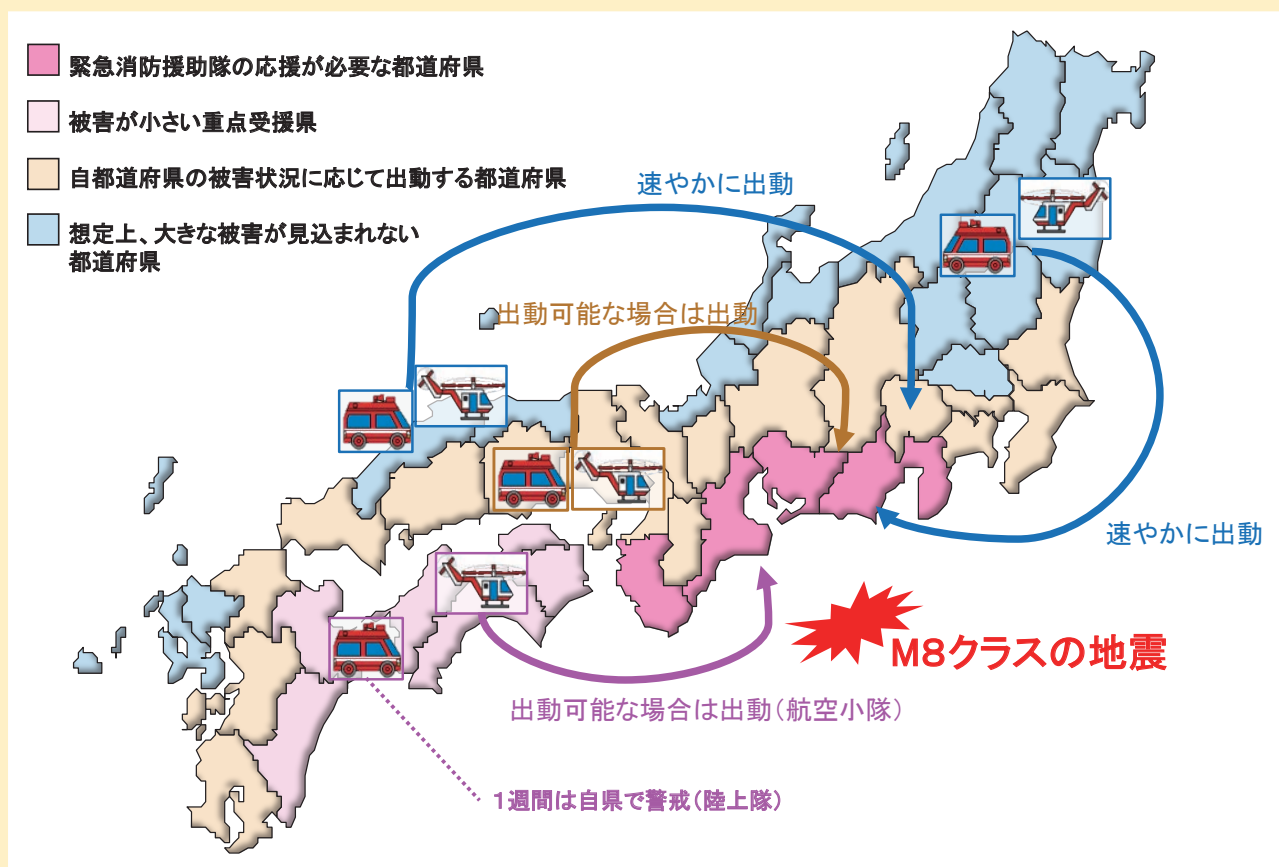 緊急消防援助隊の応援が必要な都道府県
被害が小さい重点受援県
自都道府県の被害状況に応じて出動する都道府県
想定上、大きな被害が見込まれない
都道府県
速やかに出動
出動可能な場合は出動
速やかに出動
M8クラスの地震
出動可能な場合は出動(航空小隊)
1週間は自県で警戒(陸上隊)